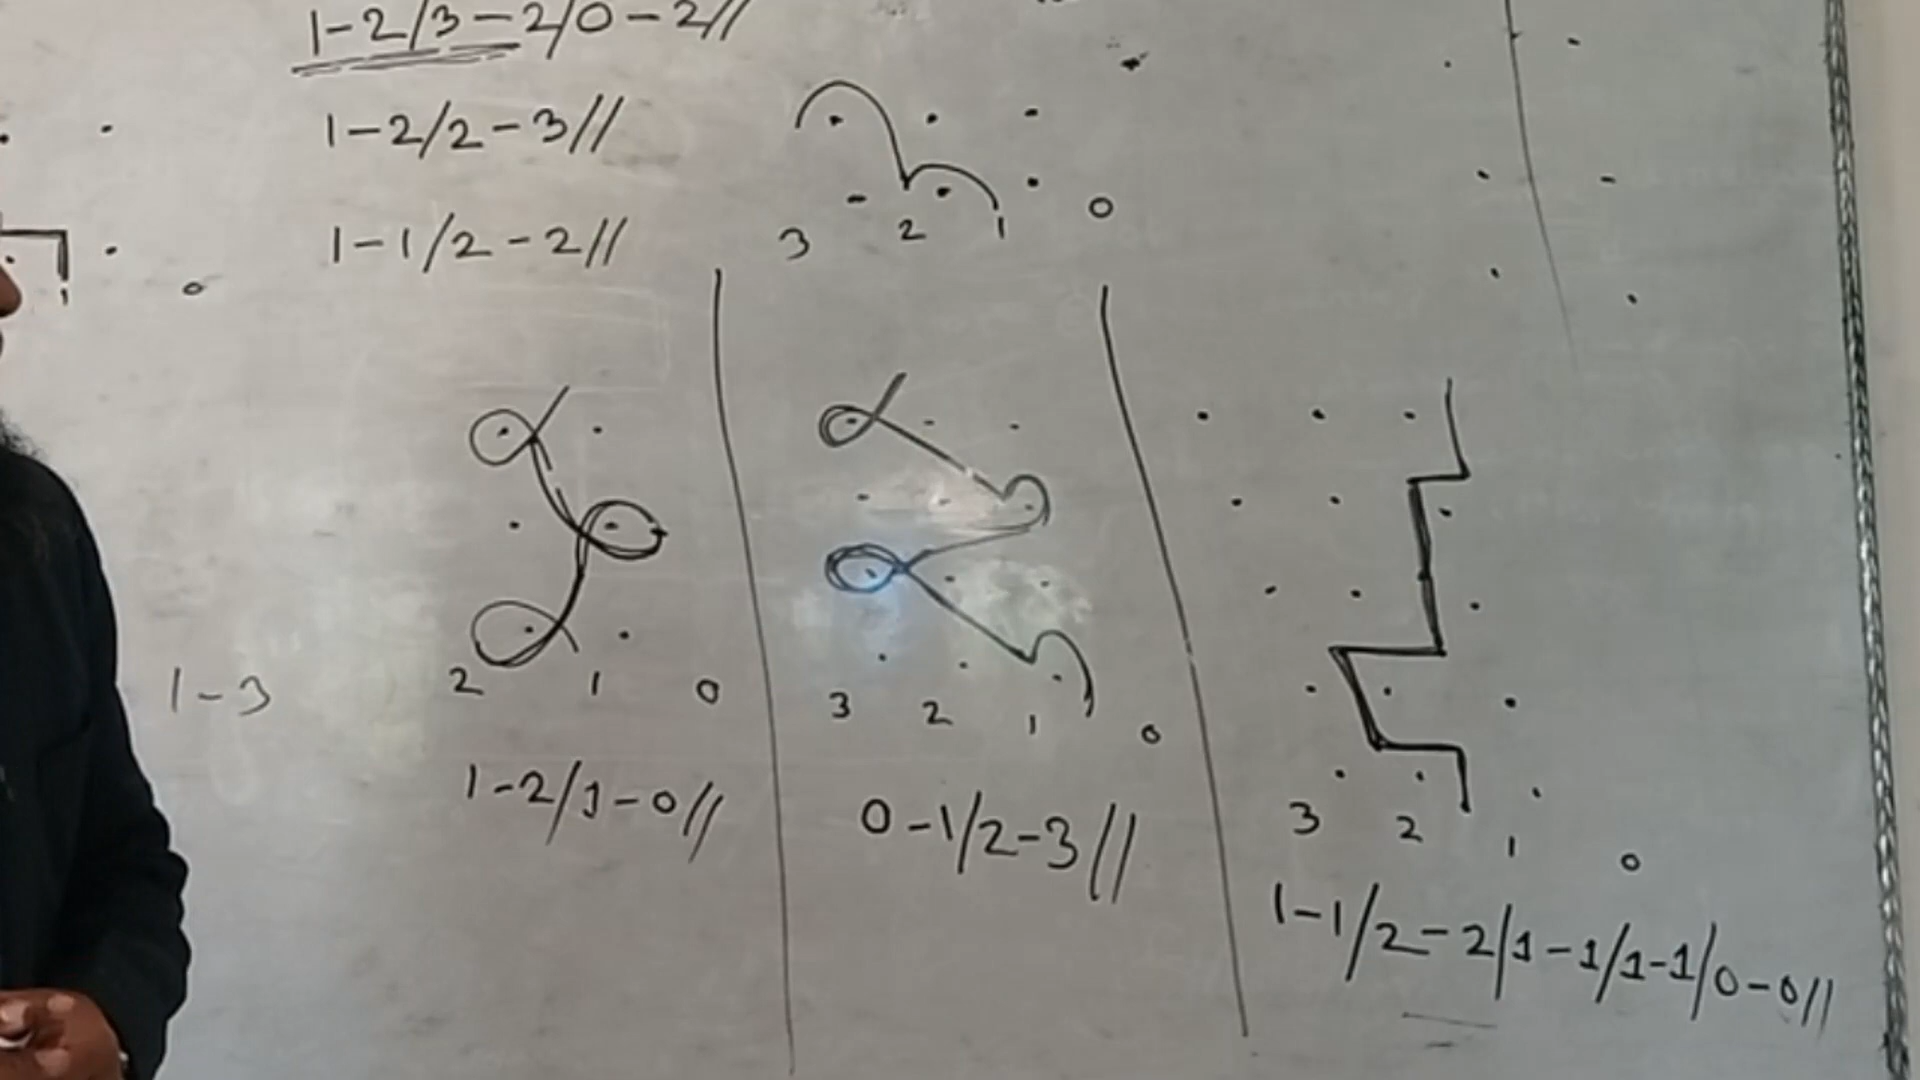 1-2/3-2/0-2//
1-2/2-3//
1-1/2-2//
1 0
3 2 1 0
1-3
2 1 0
1-2/1-0//
3 2 1 0
0-1/2-3//
3 2 1 0
1-1/2-2/1-1/1-1/0-0//